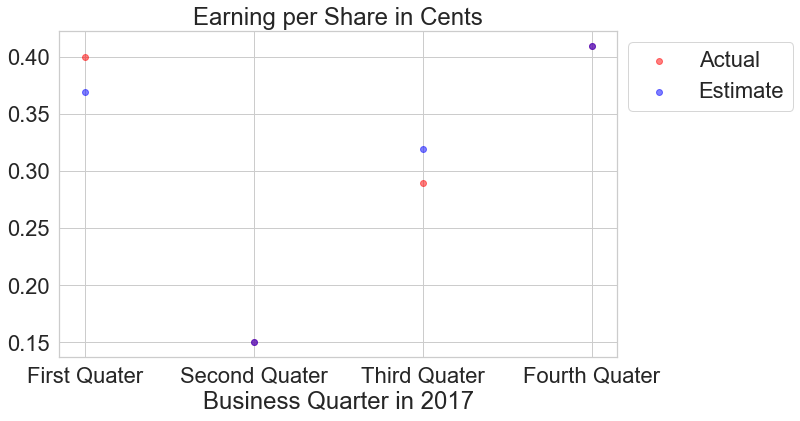 Earning per Share in Cents
0.40
0.35
0.30
0.25
0.20
0.15
First Quater
Second Quater
Third Quater
Fourth Quater
Business Quarter in 2017
Actual
Estimate